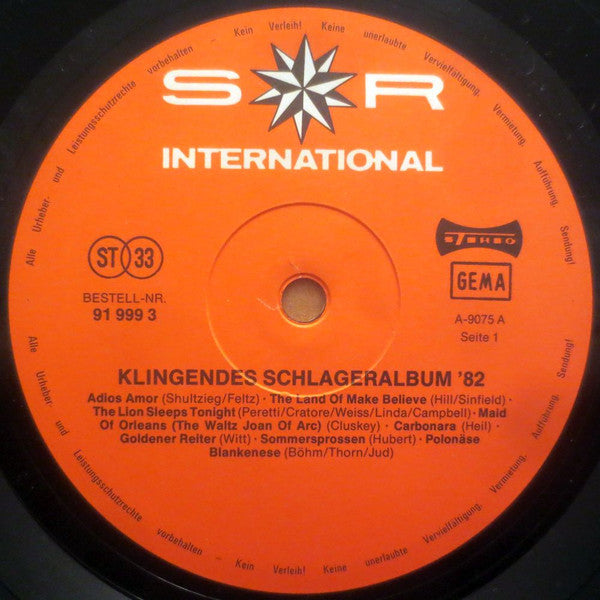 Alle Urheber- und Leistungsschutzrechte vorbehalten Kein Verleih! Keine unerlaubte Vervielfältigung, Vermietung, Aufführung, Sendung!
S R
INTERNATIONAL
ST 33
STEREO
GEMA
BESTELL-NR.
91 999 3
A-9075 A
Seite 1
KLINGENDES SCHLAGERALBUM '82
Adios Amor (Shultzieg/Feltz) · The Land Of Make Believe (Hill/Sinfield) ·
The Lion Sleeps Tonight (Peretti/Cratore/Weiss/Linda/Campbell) · Maid
Of Orleans (The Waltz Joan Of Arc) (Cluskey) · Carbonara (Heil) ·
Goldener Reiter (Witt) · Sommersprossen (Hubert) · Polonäse
Blankenese (Böhm/Thorn/Jud)
Alle Urheber- und Leistungsschutzrechte vorbehalten Kein Verleih! Keine unerlaubte Vervielfältigung, Vermietung, Aufführung, Sendung!